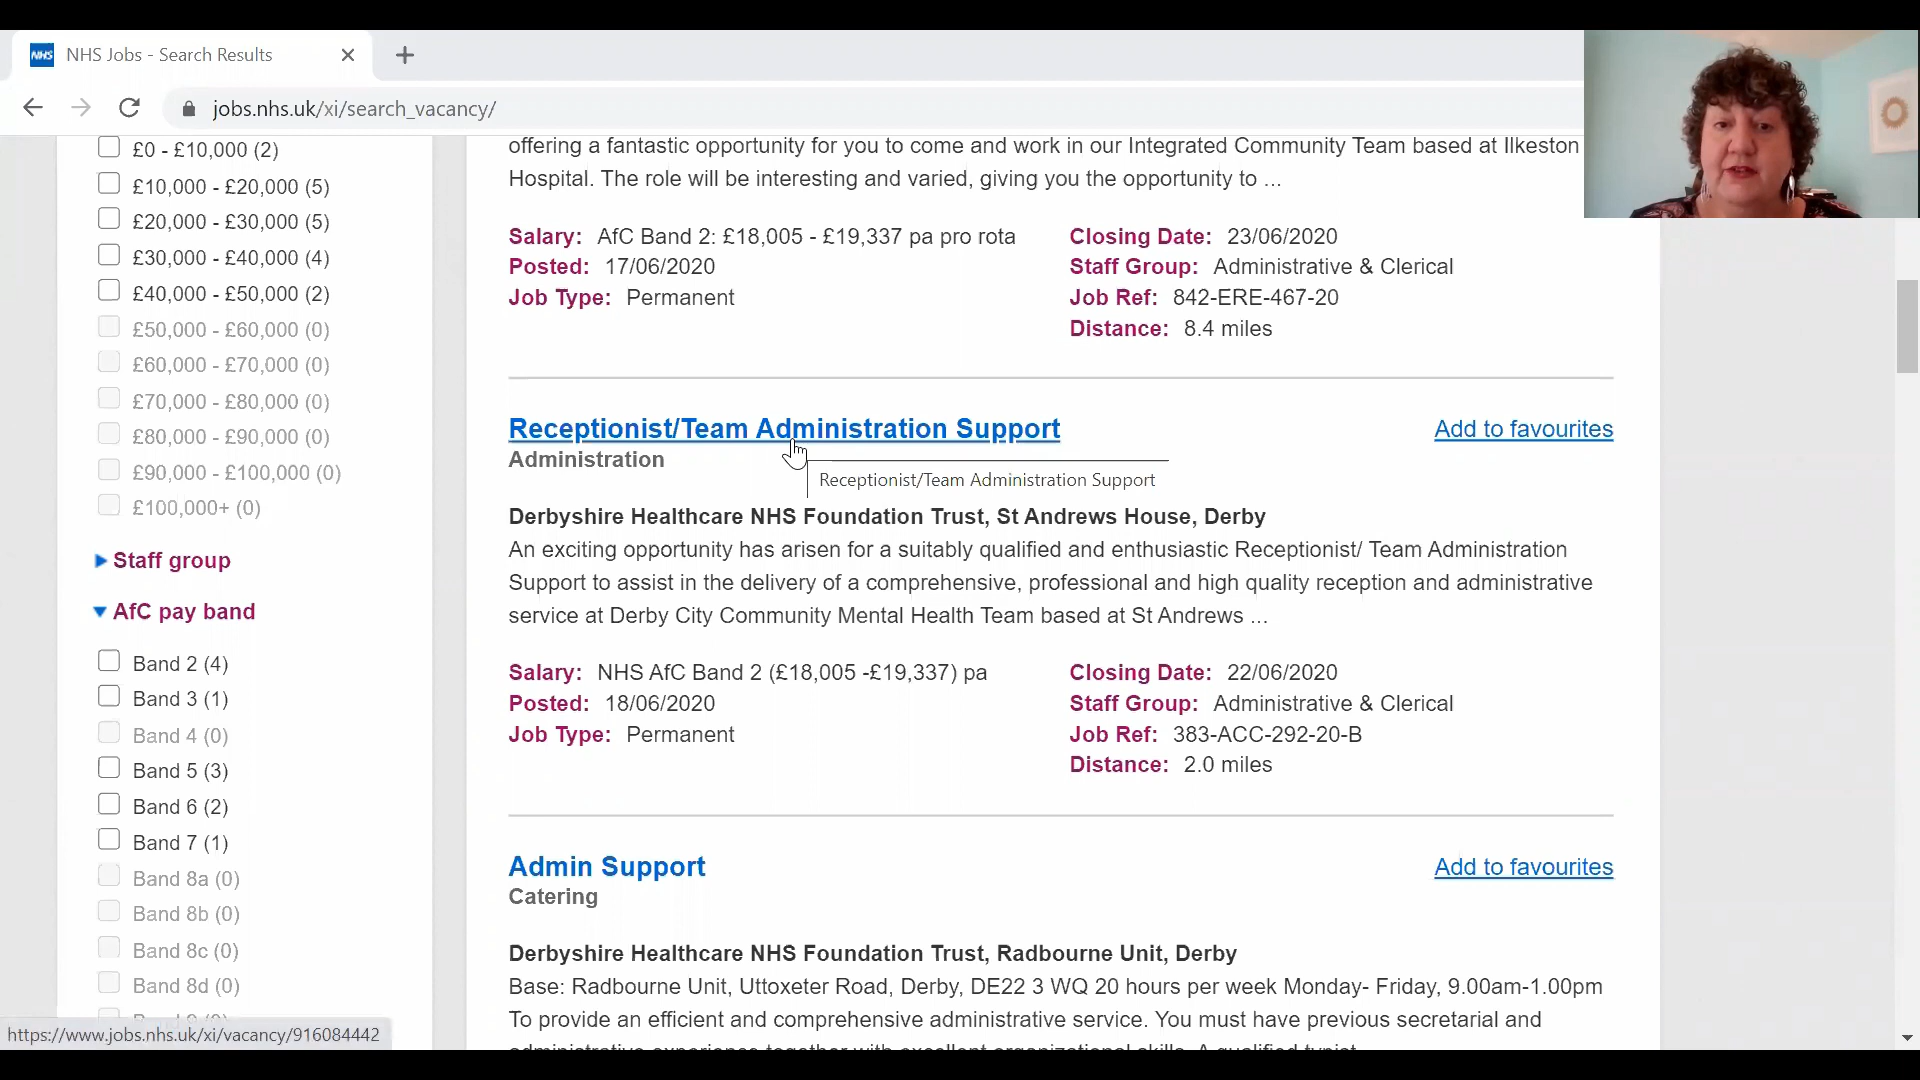 NHS
NHS Jobs - Search Results
jobs.nhs.uk/xi/search_vacancy/
£0 - £10,000 (2)
£10,000 - £20,000 (5)
£20,000 - £30,000 (5)
£30,000 - £40,000 (4)
£40,000 - £50,000 (2)
£50,000 - £60,000 (0)
£60,000 - £70,000 (0)
£70,000 - £80,000 (0)
£80,000 - £90,000 (0)
£90,000 - £100,000 (0)
£100,000+ (0)
Staff group
AfC pay band
Band 2 (4)
Band 3 (1)
Band 4 (0)
Band 5 (3)
Band 6 (2)
Band 7 (1)
Band 8a (0)
Band 8b (0)
Band 8c (0)
Band 8d (0)
https://www.jobs.nhs.uk/xi/vacancy/916084442
offering a fantastic opportunity for you to come and work in our Integrated Community Team based at Ilkeston
Hospital. The role will be interesting and varied, giving you the opportunity to ...
Salary: AfC Band 2: £18,005 - £19,337 pa pro rota
Posted: 17/06/2020
Job Type: Permanent
Closing Date: 23/06/2020
Staff Group: Administrative & Clerical
Job Ref: 842-ERE-467-20
Distance: 8.4 miles
Receptionist/Team Administration Support
Add to favourites
Administration
Receptionist/Team Administration Support
Derbyshire Healthcare NHS Foundation Trust, St Andrews House, Derby
An exciting opportunity has arisen for a suitably qualified and enthusiastic Receptionist/ Team Administration
Support to assist in the delivery of a comprehensive, professional and high quality reception and administrative
service at Derby City Community Mental Health Team based at St Andrews ...
Salary: NHS AfC Band 2 (£18,005 -£19,337) pa
Posted: 18/06/2020
Job Type: Permanent
Closing Date: 22/06/2020
Staff Group: Administrative & Clerical
Job Ref: 383-ACC-292-20-B
Distance: 2.0 miles
Admin Support
Add to favourites
Catering
Derbyshire Healthcare NHS Foundation Trust, Radbourne Unit, Derby
Base: Radbourne Unit, Uttoxeter Road, Derby, DE22 3 WQ 20 hours per week Monday- Friday, 9.00am-1.00pm
To provide an efficient and comprehensive administrative service. You must have previous secretarial and
administrative experience together with excellent organizational skills. A qualified typist